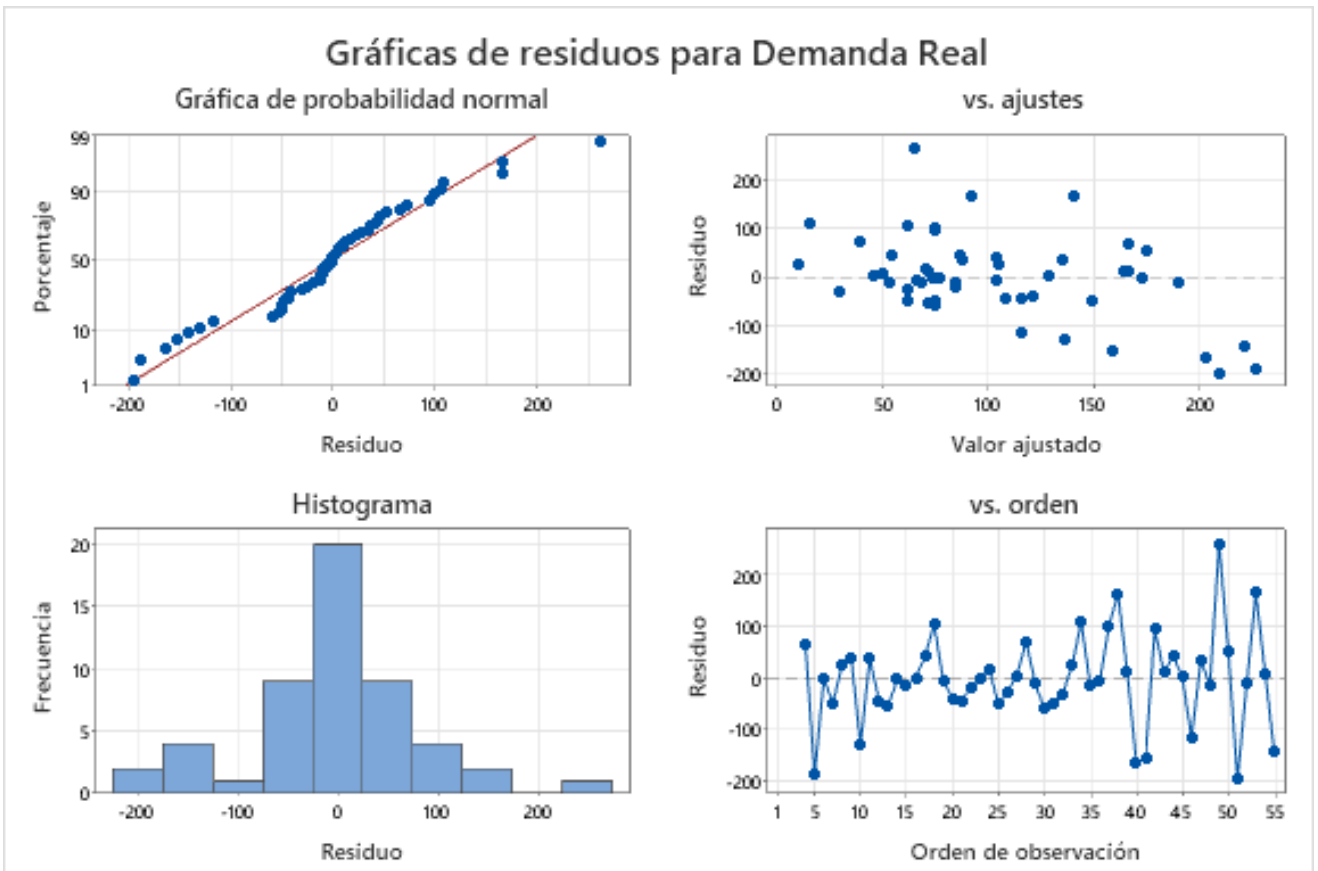 Gráficas de residuos para Demanda Real
Gráfica de probabilidad normal
99
90
50
10
1
Porcentaje
-200 -100 0 100 200
Residuo
vs. ajustes
200
100
0
-100
-200
Residuo
0 50 100 150 200
Valor ajustado
Histograma
20
15
10
5
0
Frecuencia
-200 -100 0 100 200
Residuo
vs. orden
200
100
0
-100
-200
Residuo
1 5 10 15 20 25 30 35 40 45 50 55
Orden de observación